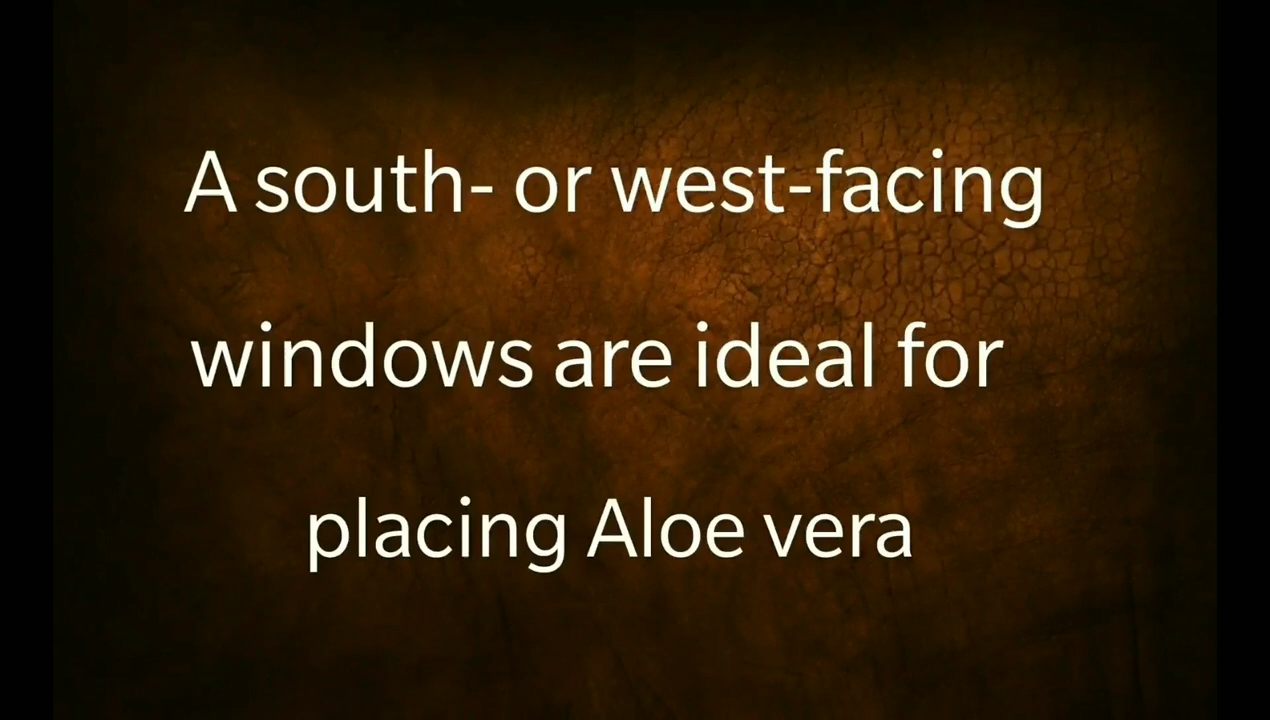 A south- or west-facing
windows are ideal for
placing Aloe vera